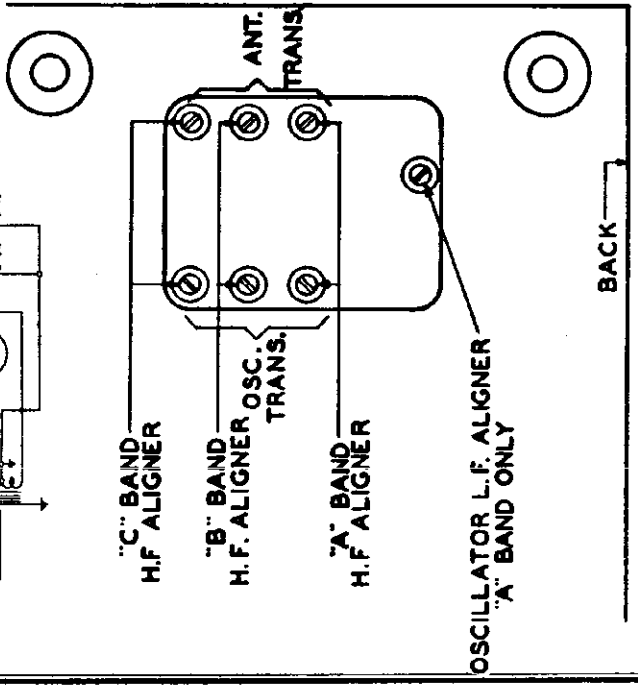 ANT.
TRANS.
"C" BAND
H.F ALIGNER
"B" BAND
H.F. ALIGNER
OSC.
TRANS.
"A" BAND
H.F ALIGNER
OSCILLATOR L.F. ALIGNER
"A" BAND ONLY
BACK